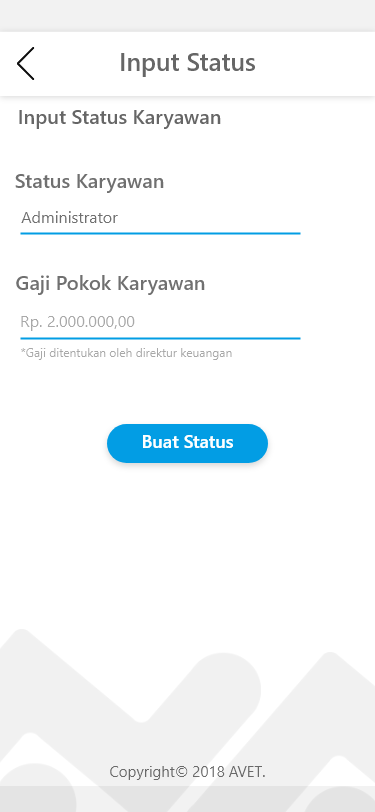 Input Status
Input Status Karyawan
Status Karyawan
Administrator
Gaji Pokok Karyawan
Rp. 2.000.000,00
*Gaji ditentukan oleh direktur keuangan
Buat Status
Copyright© 2018 AVET.